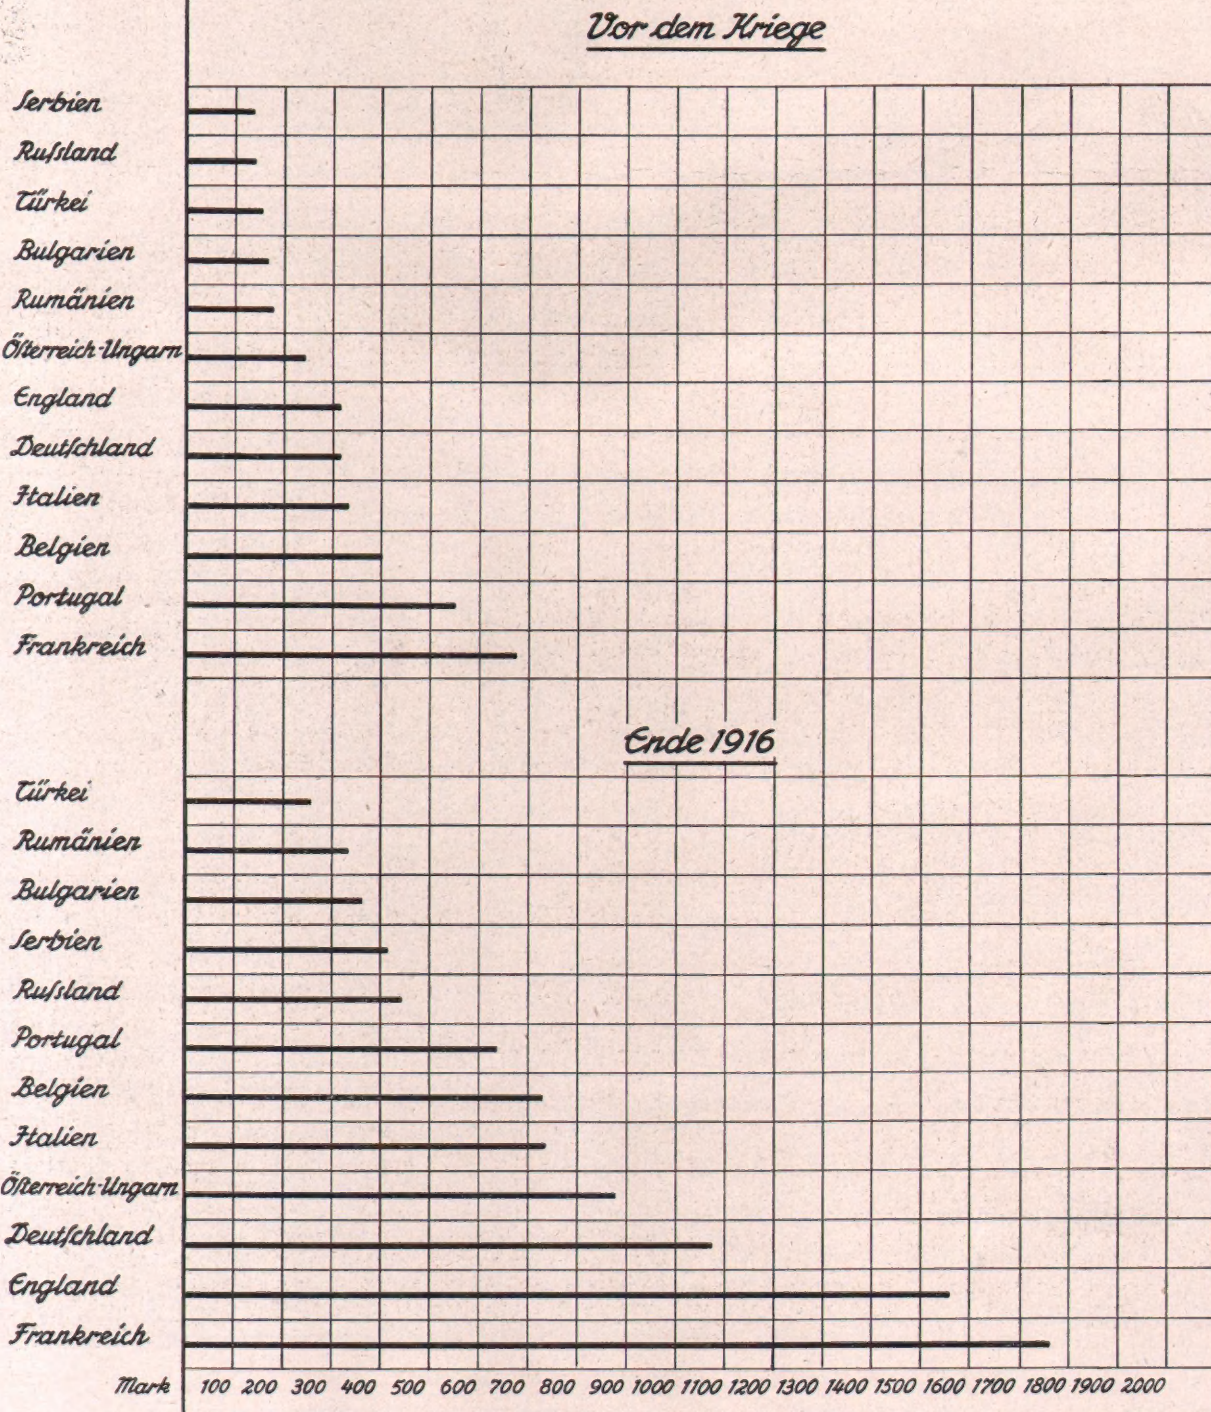 Vor dem Kriege
Serbien
Rußland
Türkei
Bulgarien
Rumänien
Öſterreich-Ungarn
England
Deutſchland
Italien
Belgien
Portugal
Frankreich
Ende 1916
Türkei
Rumänien
Bulgarien
Serbien
Rußland
Portugal
Belgien
Italien
Öſterreich-Ungarn
Deutſchland
England
Frankreich
Mark 100 200 300 400 500 600 700 800 900 1000 1100 1200 1300 1400 1500 1600 1700 1800 1900 2000